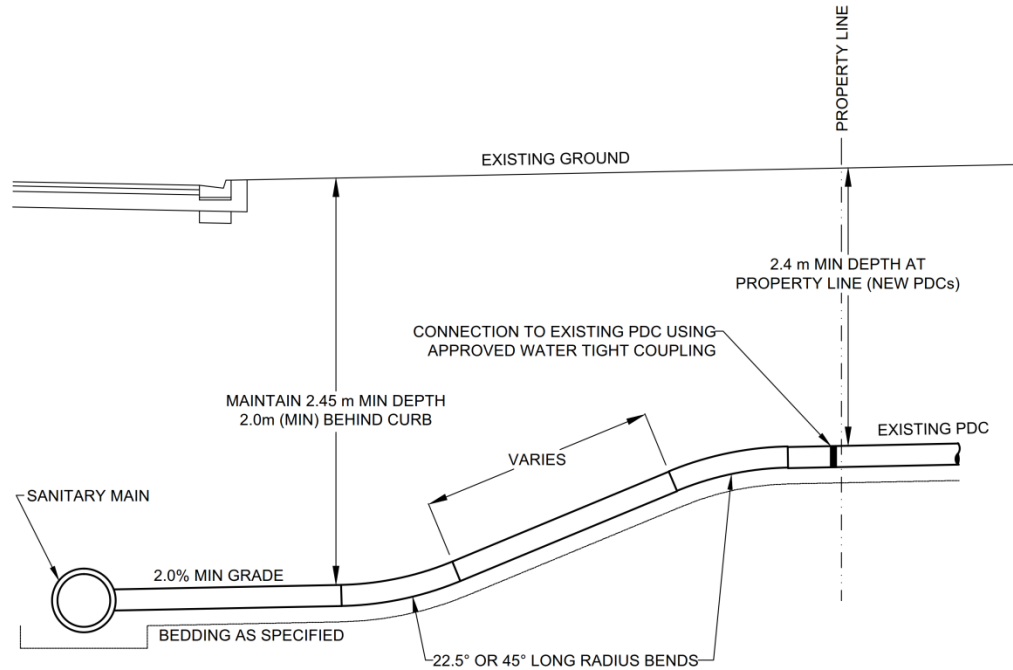 PROPERTY LINE
EXISTING GROUND
2.4 m MIN DEPTH AT
PROPERTY LINE (NEW PDCs)
CONNECTION TO EXISTING PDC USING
APPROVED WATER TIGHT COUPLING
MAINTAIN 2.45 m MIN DEPTH
2.0m (MIN) BEHIND CURB
EXISTING PDC
VARIES
SANITARY MAIN
2.0% MIN GRADE
BEDDING AS SPECIFIED
22.5° OR 45° LONG RADIUS BENDS